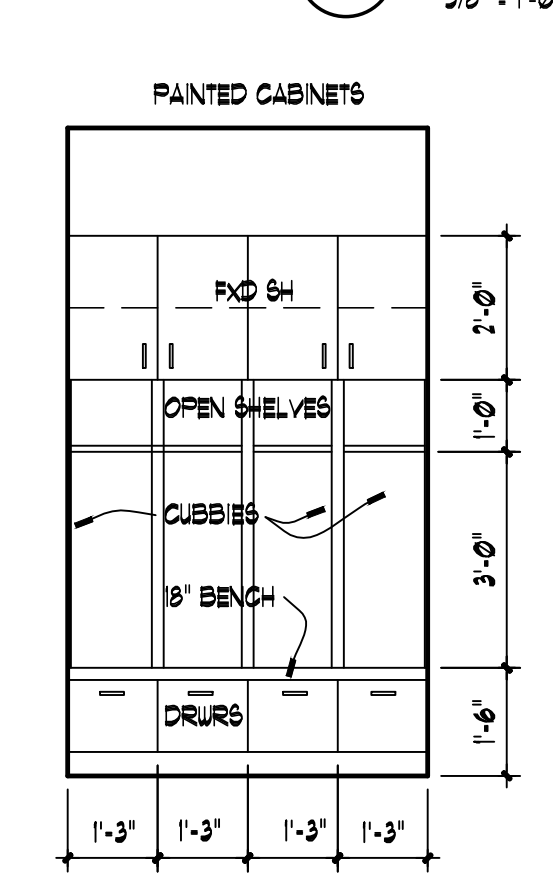 PAINTED CABINETS
FXD SH
2'-0"
OPEN SHELVES
1'-0"
CUBBIES
3'-0"
18" BENCH
DRWRS
1'-6"
1'-3" 1'-3" 1'-3" 1'-3"